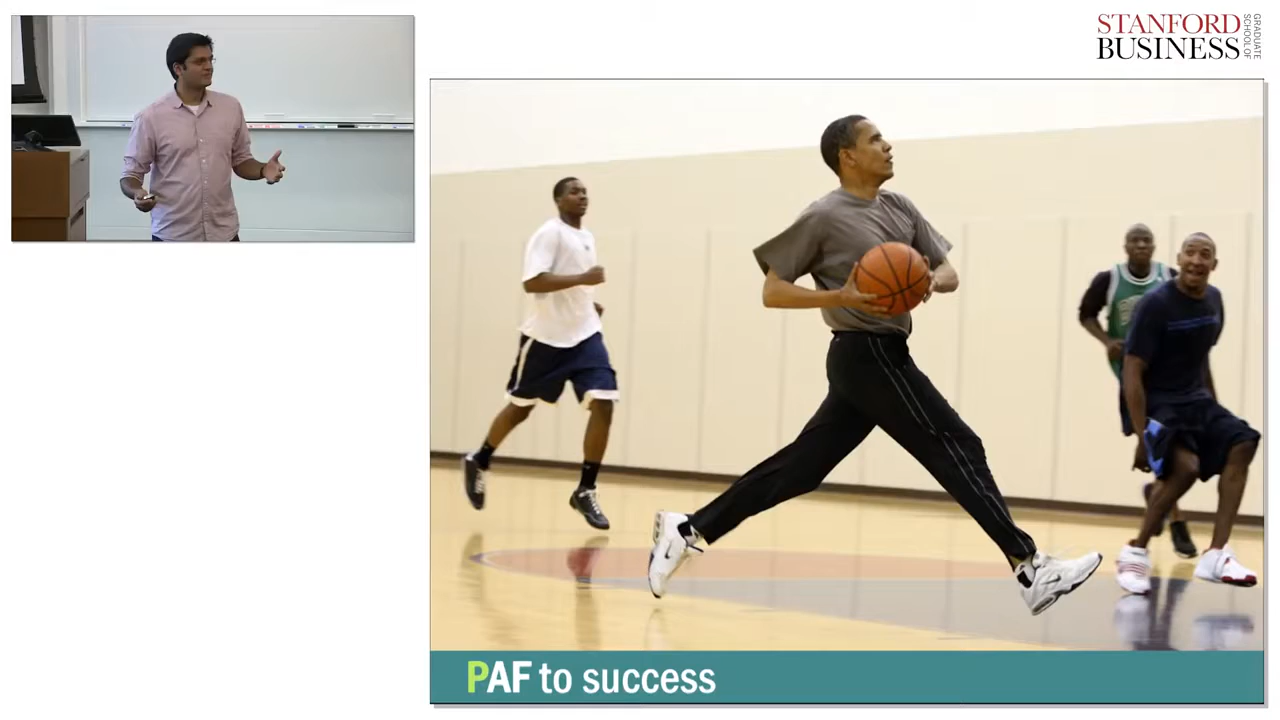 STANFORD
BUSINESS
GRADUATE
SCHOOL OF
PAF to success